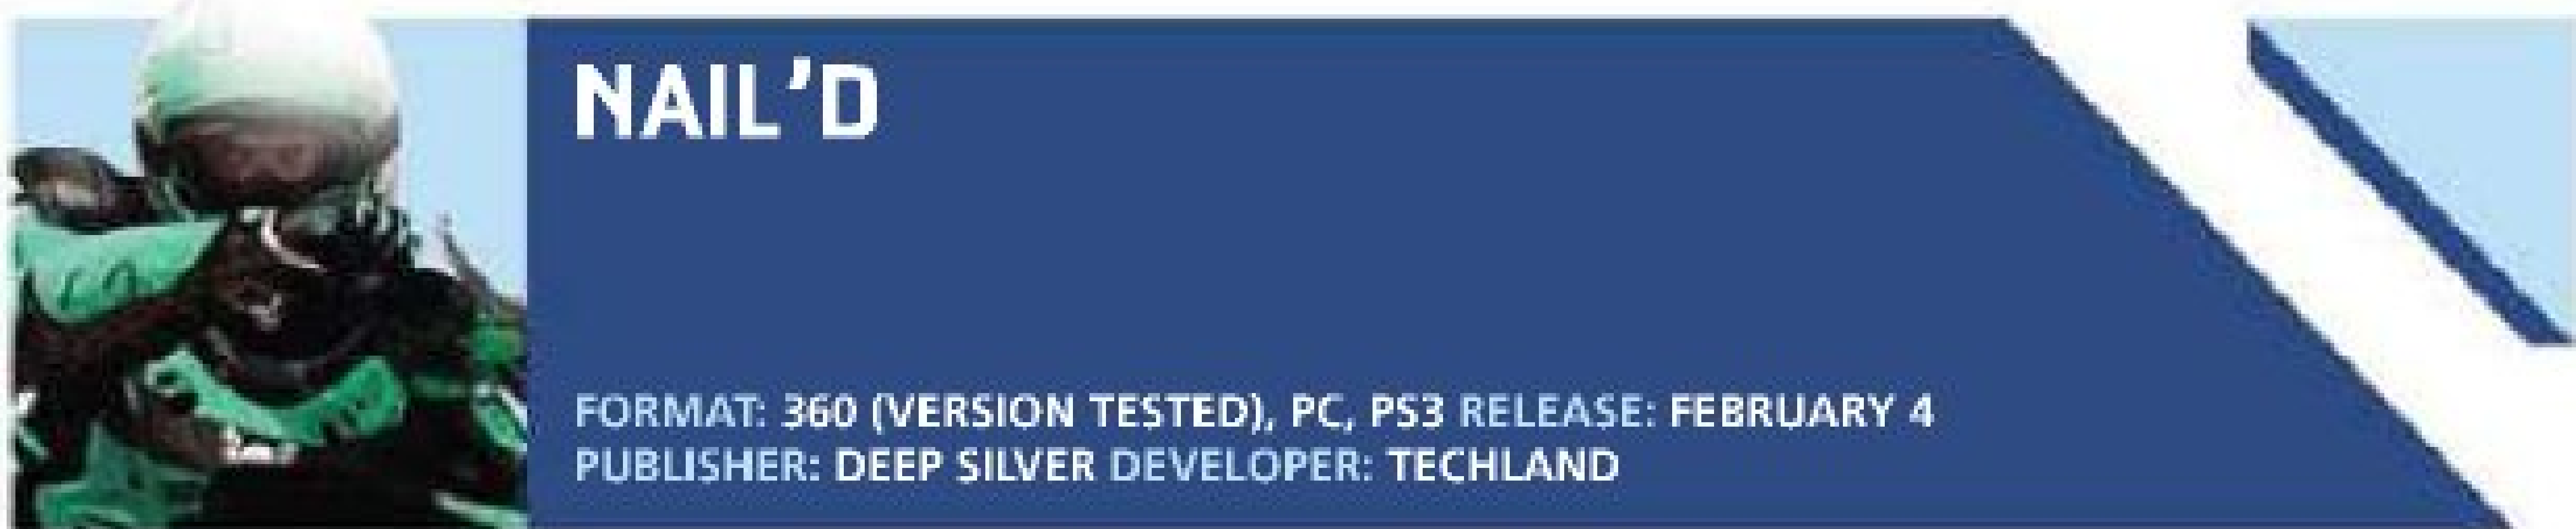 NAIL'D
FORMAT: 360 (VERSION TESTED), PC, PS3 RELEASE: FEBRUARY 4
PUBLISHER: DEEP SILVER DEVELOPER: TECHLAND